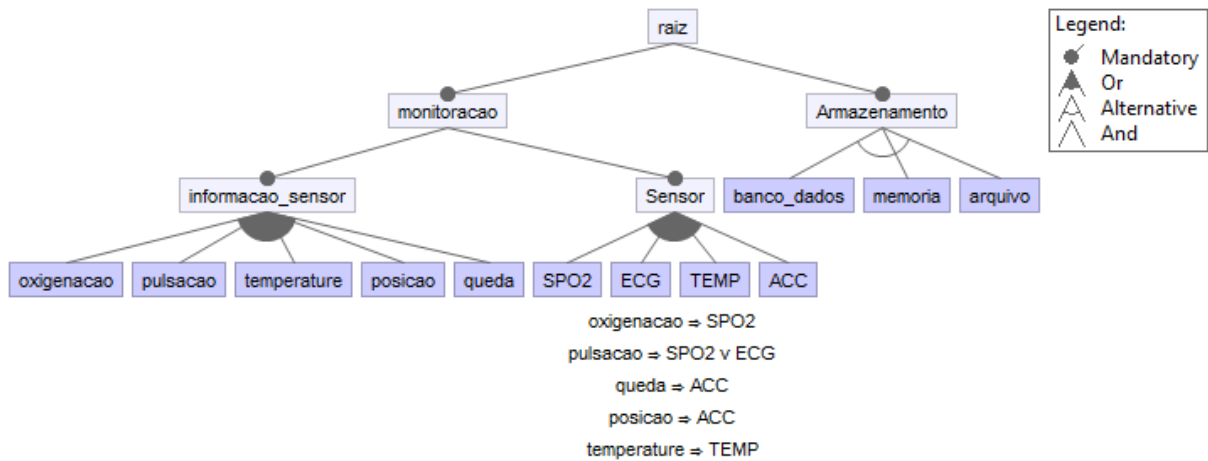 raiz
Legend:
Mandatory
Or
Alternative
And
monitoracao
Armazenamento
informacao_sensor
Sensor
banco_dados
memoria
arquivo
oxigenacao
pulsacao
temperature
posicao
queda
SPO2
ECG
TEMP
ACC
oxigenacao ⇒ SPO2
pulsacao ⇒ SPO2 v ECG
queda ⇒ ACC
posicao ⇒ ACC
temperature ⇒ TEMP